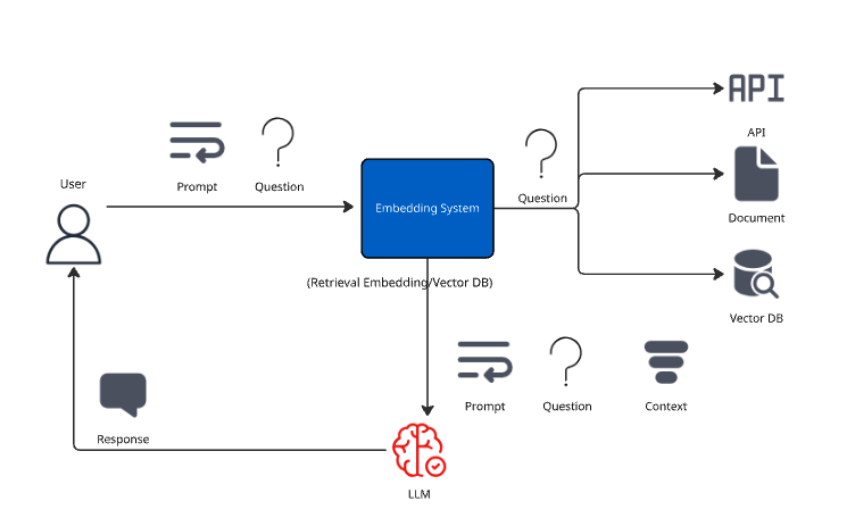 API
API
Prompt
Question
User
Question
Embedding System
Document
(Retrieval Embedding/Vector DB)
Vector DB
Prompt
Question
Context
Response
LLM